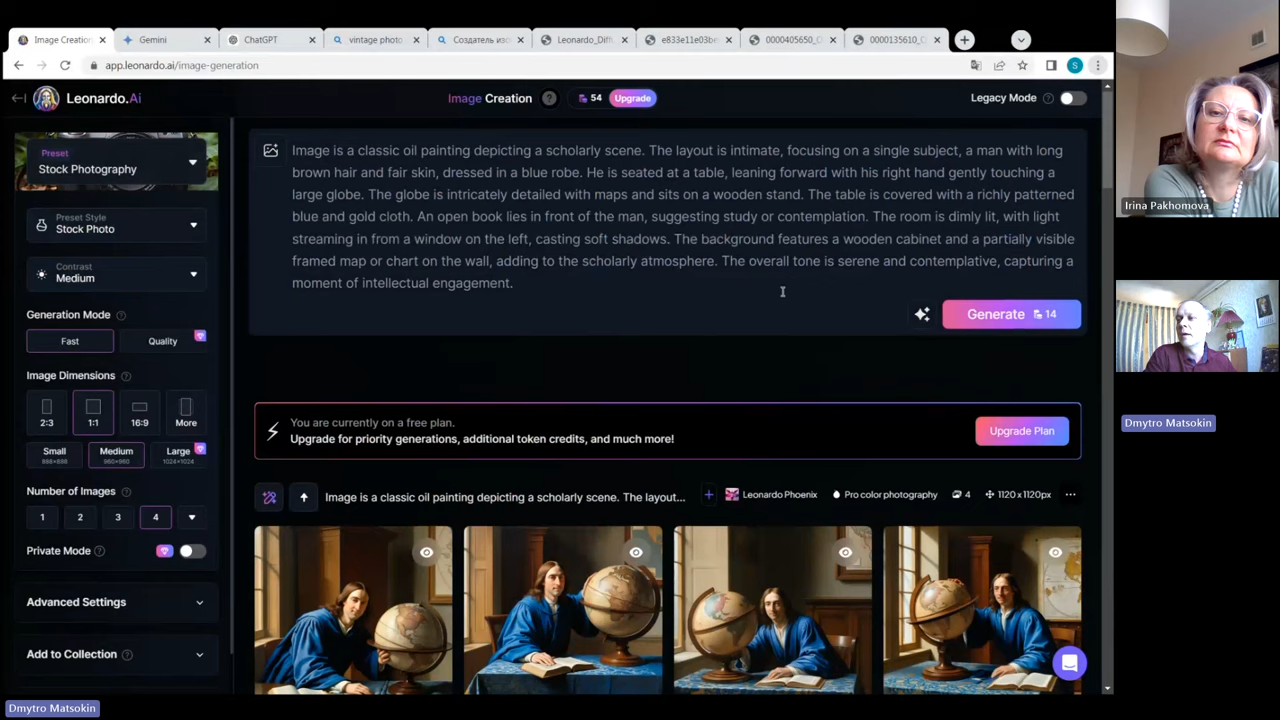 Image Creation
Gemini
ChatGPT
vintage photo
Создатель изо
Leonardo_Diff
e833e11e03be
0000405650_C
0000135610_C
app.leonardo.ai/image-generation
S
Leonardo.Ai
Image Creation
54
Upgrade
Legacy Mode
Preset
Stock Photography
Preset Style
Stock Photo
Contrast
Medium
Generation Mode
Fast
Quality
Image Dimensions
2:3
1:1
16:9
More
Small
Medium
960×960
Large
1024×1024
Number of Images
1
2
3
4
Private Mode
Advanced Settings
Add to Collection
Image is a classic oil painting depicting a scholarly scene. The layout is intimate, focusing on a single subject, a man with long
brown hair and fair skin, dressed in a blue robe. He is seated at a table, leaning forward with his right hand gently touching a
large globe. The globe is intricately detailed with maps and sits on a wooden stand. The table is covered with a richly patterned
blue and gold cloth. An open book lies in front of the man, suggesting study or contemplation. The room is dimly lit, with light
streaming in from a window on the left, casting soft shadows. The background features a wooden cabinet and a partially visible
framed map or chart on the wall, adding to the scholarly atmosphere. The overall tone is serene and contemplative, capturing a
moment of intellectual engagement.
Generate 14
You are currently on a free plan.
Upgrade for priority generations, additional token credits, and much more!
Upgrade Plan
Image is a classic oil painting depicting a scholarly scene. The layout...
Leonardo Phoenix
Pro color photography
4
1120x1120px
Irina Pakhomova
Dmytro Matsokin
Dmytro Matsokin